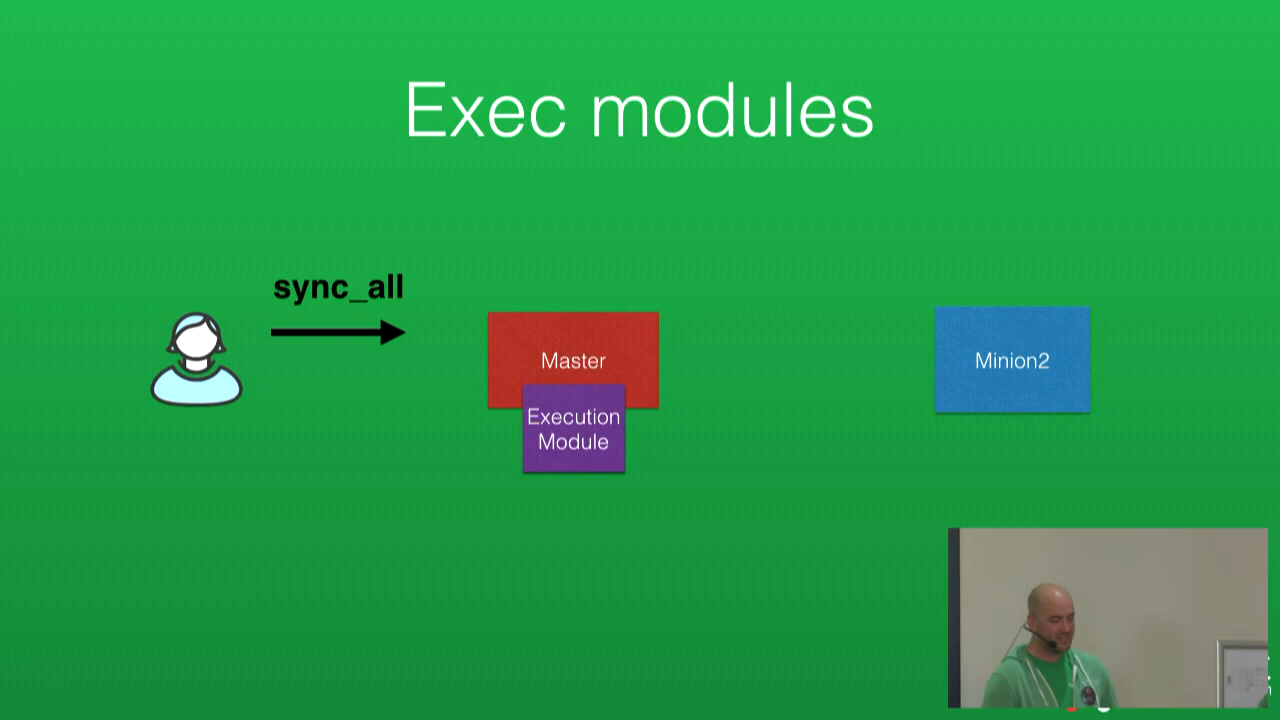 Exec modules
sync_all
Master
Execution
Module
Minion2